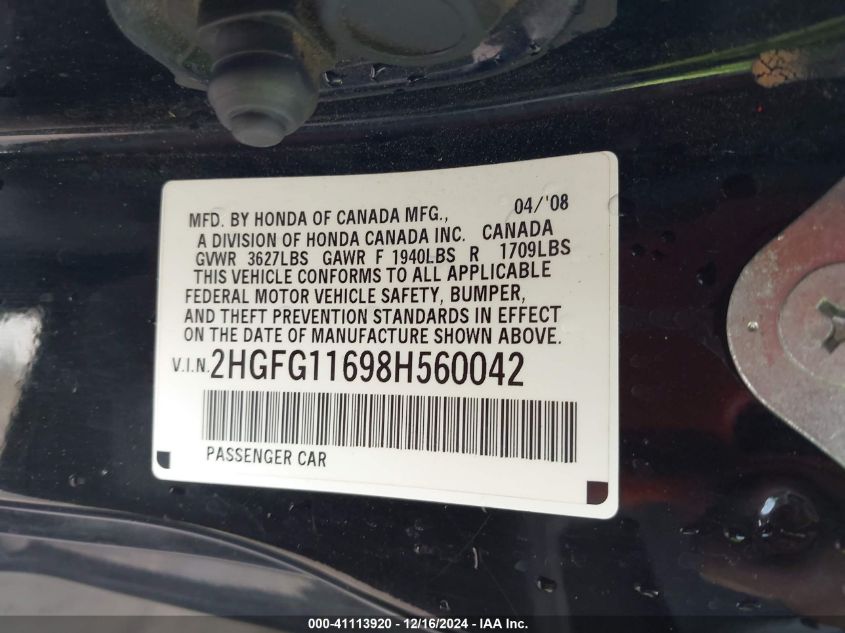 MFD. BY HONDA OF CANADA MFG., 04/'08
A DIVISION OF HONDA CANADA INC. CANADA
GVWR 3627LBS GAWR F 1940LBS R 1709LBS
THIS VEHICLE CONFORMS TO ALL APPLICABLE
FEDERAL MOTOR VEHICLE SAFETY, BUMPER,
AND THEFT PREVENTION STANDARDS IN EFFECT
ON THE DATE OF MANUFACTURE SHOWN ABOVE.
V.I.N. 2HGFG11698H560042
PASSENGER CAR
000-41113920 - 12/16/2024 - IAA Inc.